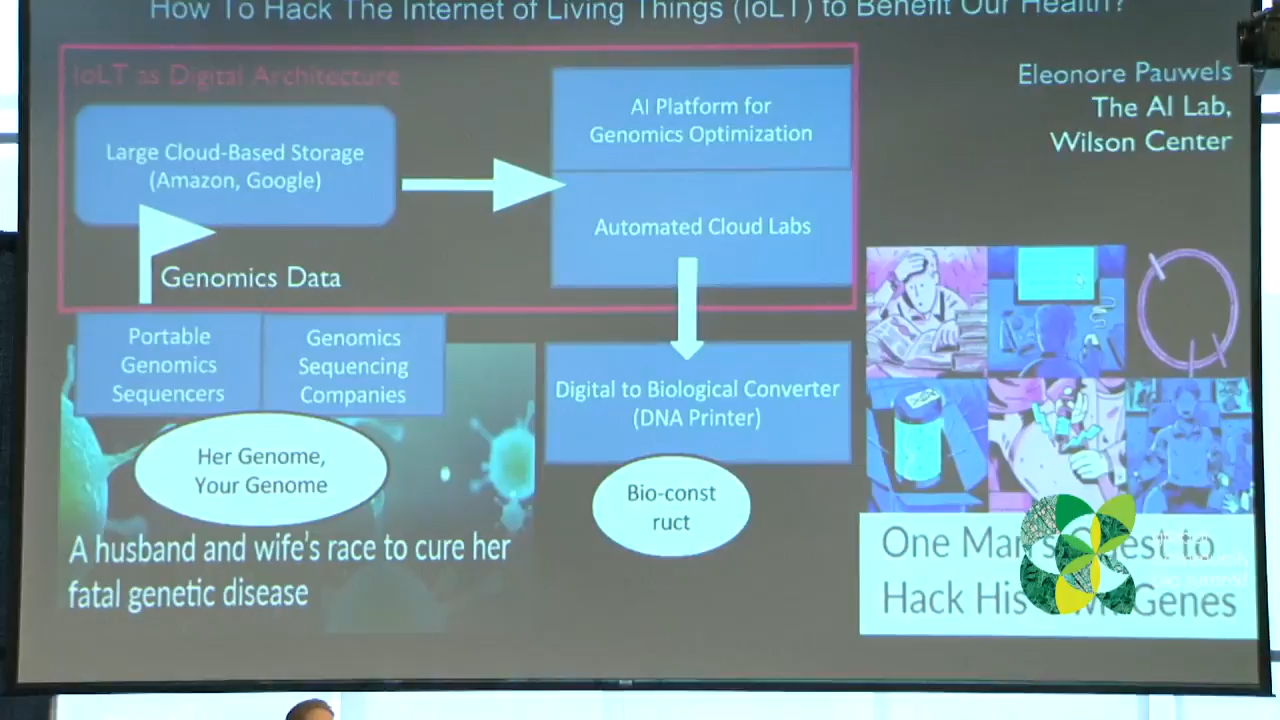 How To Hack The Internet of Living Things (IoLT) to Benefit Our Health?
IoLT as Digital Architecture
Large Cloud-Based Storage
(Amazon, Google)
Genomics Data
AI Platform for
Genomics Optimization
Automated Cloud Labs
Eleonore Pauwels
The AI Lab,
Wilson Center
Portable
Genomics
Sequencers
Genomics
Sequencing
Companies
Her Genome,
Your Genome
A husband and wife's race to cure her
fatal genetic disease
Digital to Biological Converter
(DNA Printer)
Bio-const
ruct
One Man's Quest to
Hack His Own Genes